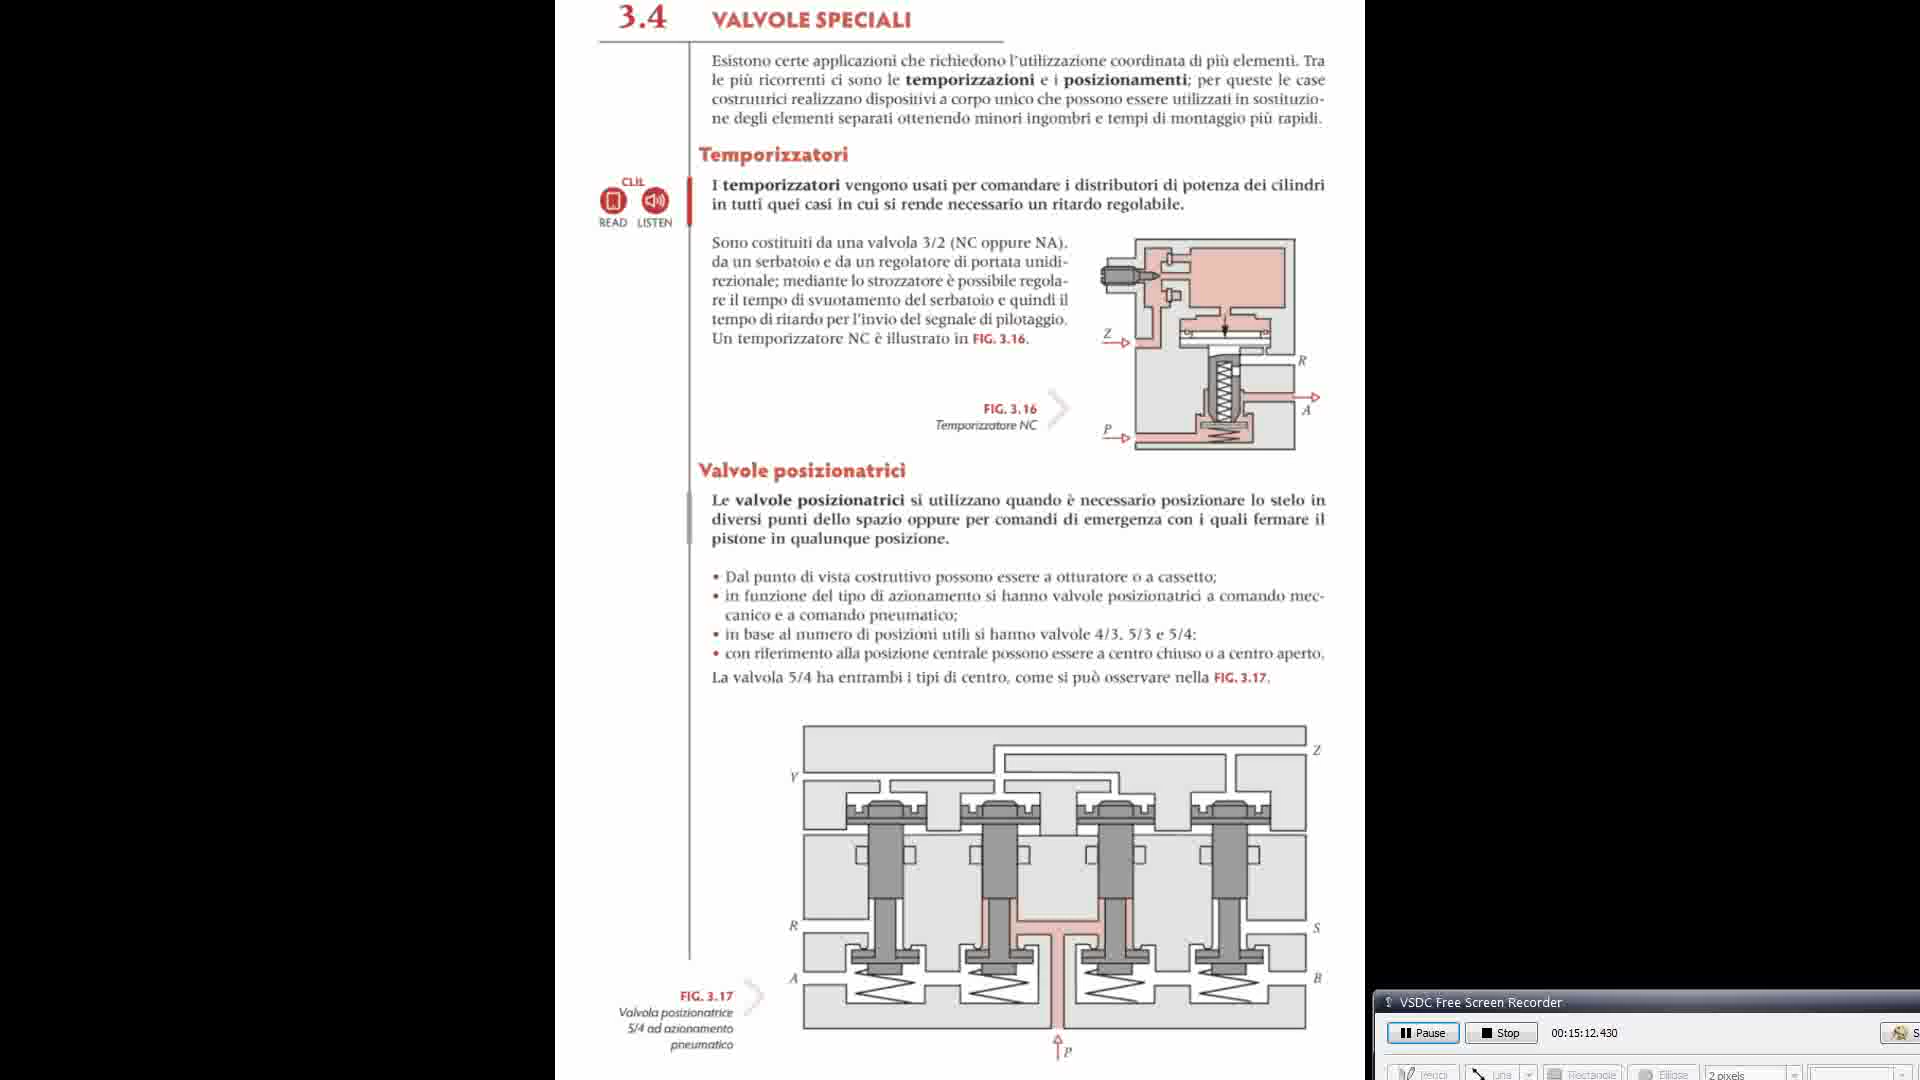 3.4 VALVOLE SPECIALI
Esistono certe applicazioni che richiedono l'utilizzazione coordinata di più elementi. Tra
le più ricorrenti ci sono le temporizzazioni e i posizionamenti; per queste le case
costruttrici realizzano dispositivi a corpo unico che possono essere utilizzati in sostituzio-
ne degli elementi separati ottenendo minori ingombri e tempi di montaggio più rapidi.
Temporizzatori
CLIL
READ LISTEN
I temporizzatori vengono usati per comandare i distributori di potenza dei cilindri
in tutti quei casi in cui si rende necessario un ritardo regolabile.
Sono costituiti da una valvola 3/2 (NC oppure NA),
da un serbatoio e da un regolatore di portata unidi-
rezionale; mediante lo strozzatore è possibile regola-
re il tempo di svuotamento del serbatoio e quindi il
tempo di ritardo per l'invio del segnale di pilotaggio.
Un temporizzatore NC è illustrato in FIG. 3.16.
Z
R
A
P
FIG. 3.16
Temporizzatore NC
Valvole posizionatrici
Le valvole posizionatrici si utilizzano quando è necessario posizionare lo stelo in
diversi punti dello spazio oppure per comandi di emergenza con i quali fermare il
pistone in qualunque posizione.
• Dal punto di vista costruttivo possono essere a otturatore o a cassetto;
• in funzione del tipo di azionamento si hanno valvole posizionatrici a comando mec-
canico e a comando pneumatico;
• in base al numero di posizioni utili si hanno valvole 4/3, 5/3 e 5/4;
• con riferimento alla posizione centrale possono essere a centro chiuso o a centro aperto.
La valvola 5/4 ha entrambi i tipi di centro, come si può osservare nella FIG. 3.17.
Z
Y
R
S
A
B
P
FIG. 3.17
Valvola posizionatrice
5/4 ad azionamento
pneumatico
VSDC Free Screen Recorder
Pause Stop 00:15:12.430 S
Linia Rectangle Ellipse 2 pixels